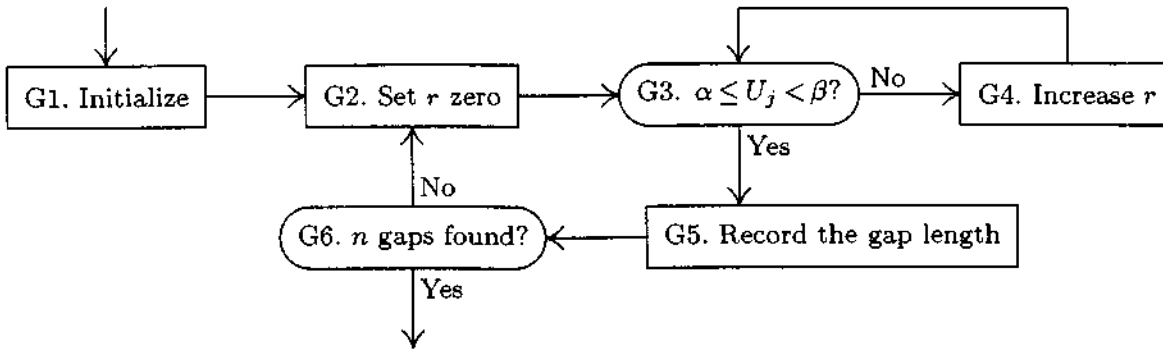 G1. Initialize
G2. Set r zero
G3. α ≤ U_j < β?
No
G4. Increase r
Yes
No
G6. n gaps found?
G5. Record the gap length
Yes